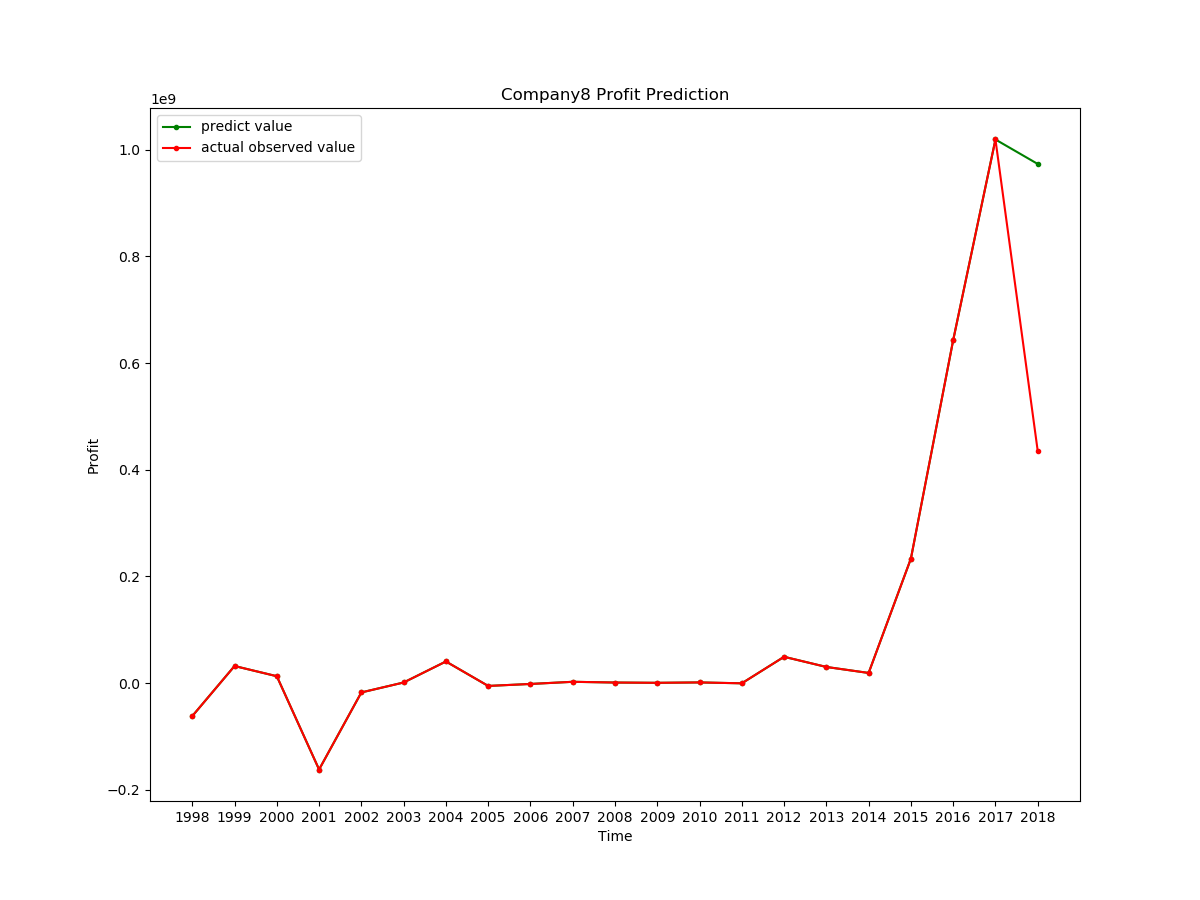 Company8 Profit Prediction
1e9
predict value
actual observed value
1.0
0.8
0.6
0.4
0.2
0.0
−0.2
Profit
1998 1999 2000 2001 2002 2003 2004 2005 2006 2007 2008 2009 2010 2011 2012 2013 2014 2015 2016 2017 2018
Time